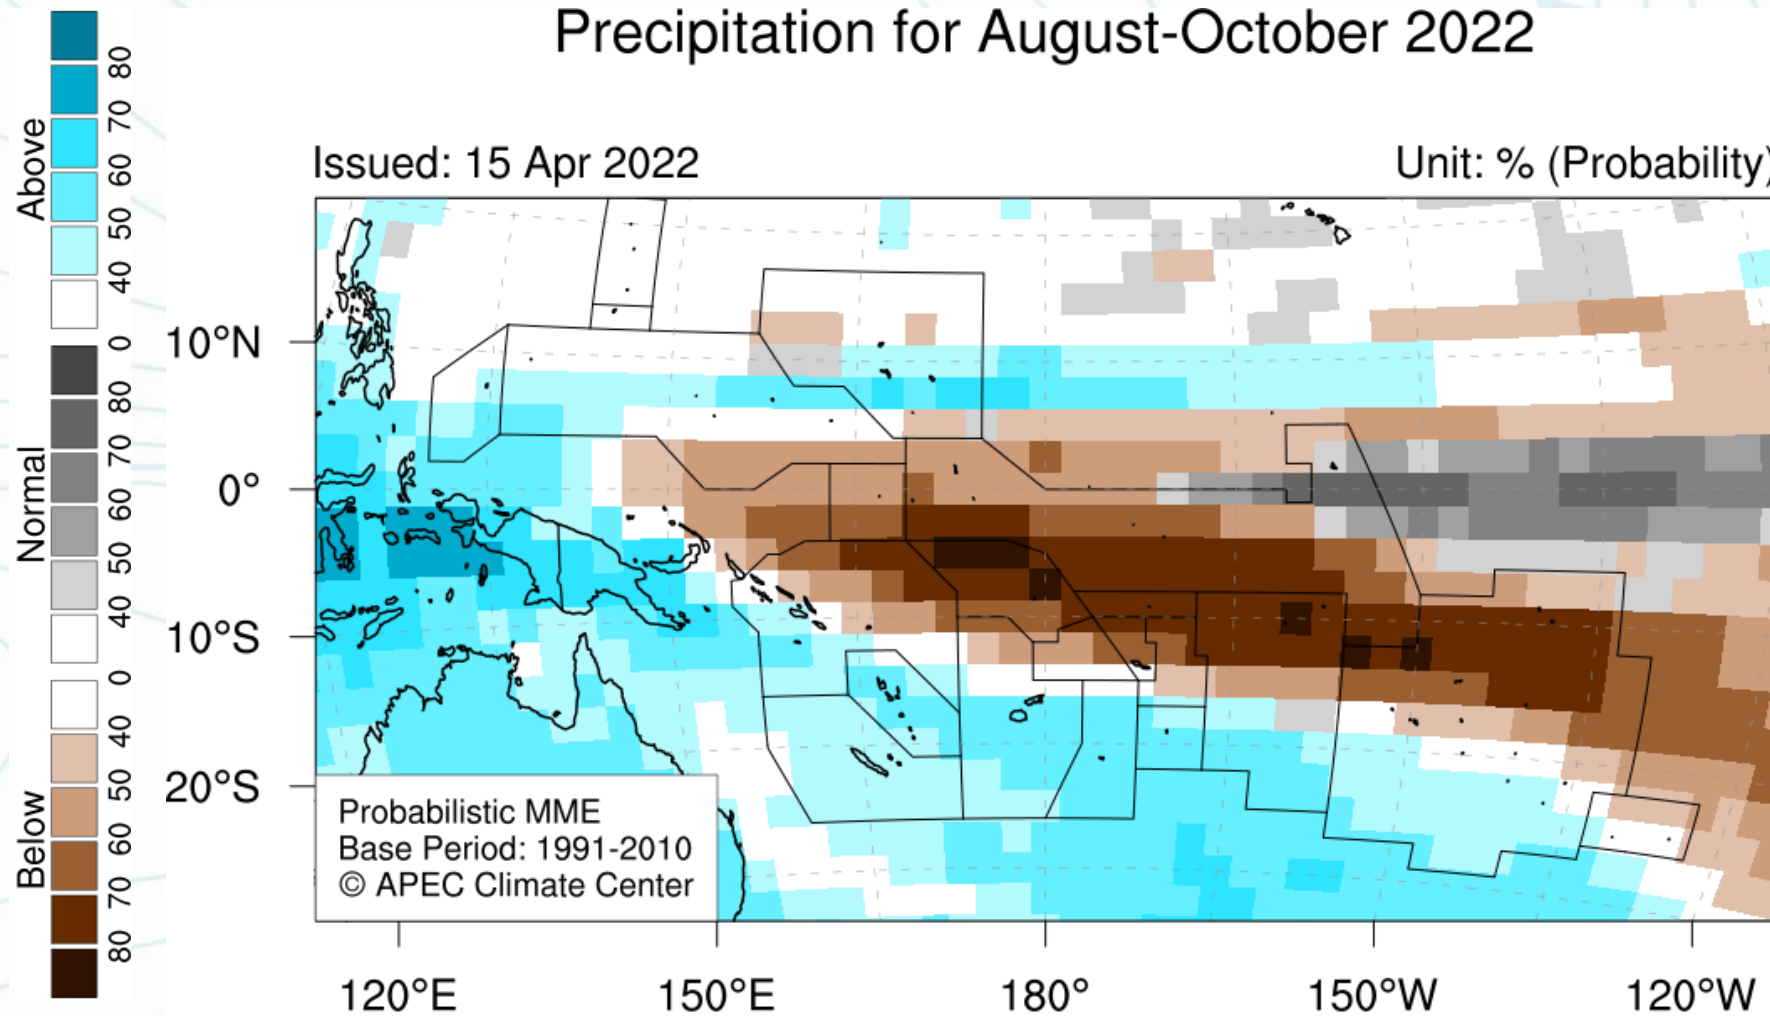 Precipitation for August-October 2022
Issued: 15 Apr 2022
Unit: % (Probability)
Above
80
70
60
50
40
0
Normal
80
70
60
50
40
0
Below
40
50
60
70
80
10°N
0°
10°S
20°S
Probabilistic MME
Base Period: 1991-2010
© APEC Climate Center
120°E
150°E
180°
150°W
120°W